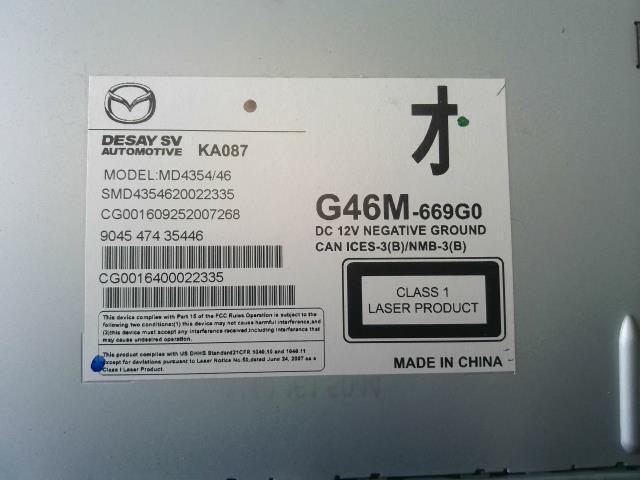 DESAY SV
AUTOMOTIVE KA087
MODEL:MD4354/46
SMD4354620022335
CG001609252007268
9045 474 35446
CG0016400022335
This device complies with Part 15 of the FCC Rules Operation is subject to the
following two conditions:(1) this device may not cause harmful interference,and
(2)this device must accept any interference received,including interference that
may cause undesired operation.
This product complies with US DHHS Standard21CFR 1040.10 and 1040.11
except for deviations pursuant to Laser Notice No.50,dated June 24, 2007 as a
Class I Laser Product.
才
G46M-669G0
DC 12V NEGATIVE GROUND
CAN ICES-3(B)/NMB-3(B)
CLASS 1
LASER PRODUCT
MADE IN CHINA